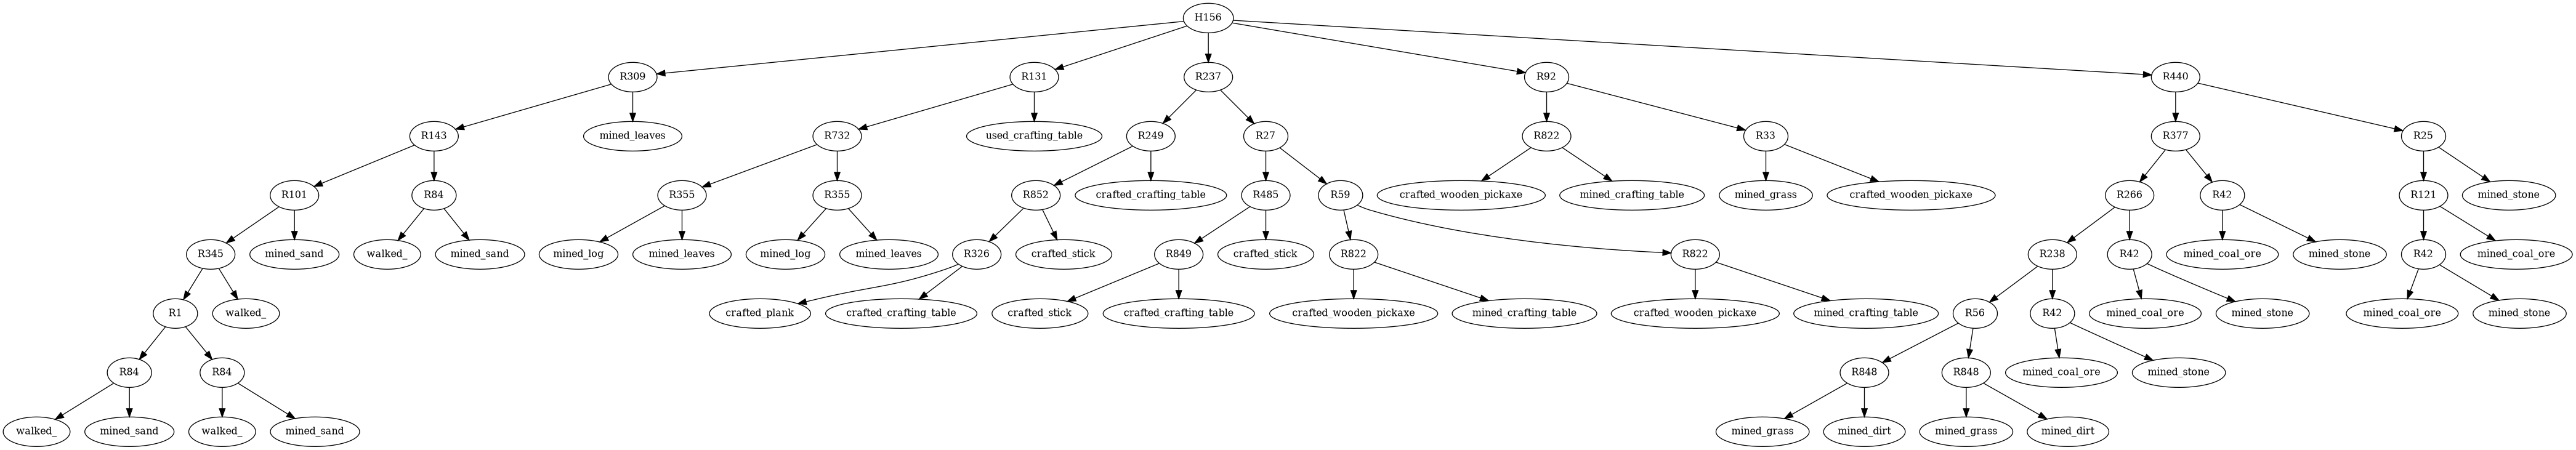 H156
R309 R131 R237 R92 R440
R143 mined_leaves R732 used_crafting_table R249 R27 R822 R33 R377 R25
R101 R84 R355 R355 R852 crafted_crafting_table R485 R59 crafted_wooden_pickaxe mined_crafting_table mined_grass crafted_wooden_pickaxe R266 R42 R121 mined_stone
R345 mined_sand walked_ mined_sand mined_log mined_leaves mined_log mined_leaves R326 crafted_stick R849 crafted_stick R822 R822 R238 R42 mined_coal_ore mined_stone R42 mined_coal_ore
R1 walked_ crafted_plank crafted_crafting_table crafted_stick crafted_crafting_table crafted_wooden_pickaxe mined_crafting_table crafted_wooden_pickaxe mined_crafting_table R56 R42 mined_coal_ore mined_stone mined_coal_ore mined_stone
R84 R84 R848 R848 mined_coal_ore mined_stone
walked_ mined_sand walked_ mined_sand mined_grass mined_dirt mined_grass mined_dirt